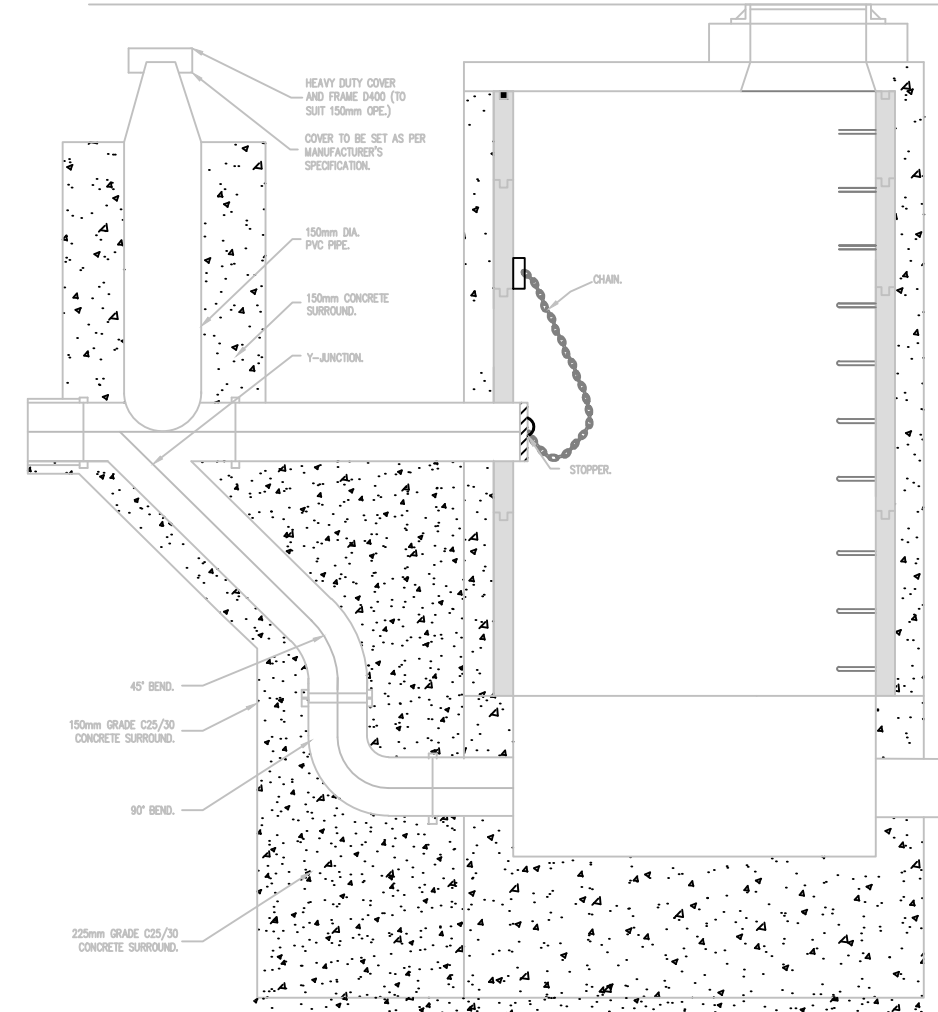 HEAVY DUTY COVER
AND FRAME D400 (TO
SUIT 150mm OPE.)
COVER TO BE SET AS PER
MANUFACTURER'S
SPECIFICATION.
150mm DIA.
PVC PIPE.
CHAIN.
150mm CONCRETE
SURROUND.
Y-JUNCTION.
STOPPER.
45° BEND.
150mm GRADE C25/30
CONCRETE SURROUND.
90° BEND.
225mm GRADE C25/30
CONCRETE SURROUND.